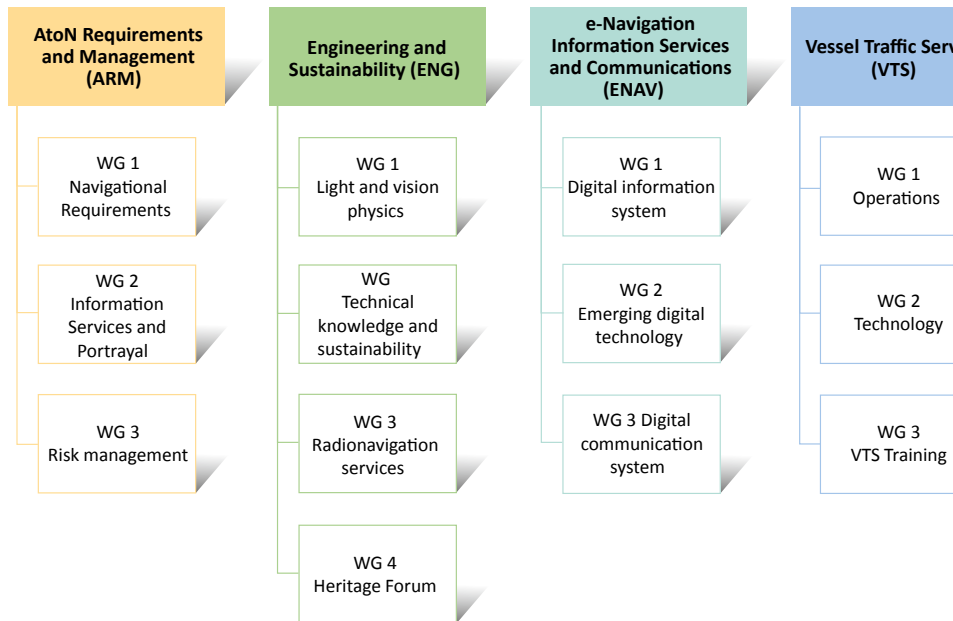 AtoN Requirements
and Management
(ARM)
WG 1
Navigational
Requirements
WG 2
Information
Services and
Portrayal
WG 3
Risk management
Engineering and
Sustainability (ENG)
WG 1
Light and vision
physics
WG
Technical
knowledge and
sustainability
WG 3
Radionavigation
services
WG 4
Heritage Forum
e-Navigation
Information Services
and Communications
(ENAV)
WG 1
Digital information
system
WG 2
Emerging digital
technology
WG 3 Digital
communication
system
Vessel Traffic Serv
(VTS)
WG 1
Operations
WG 2
Technology
WG 3
VTS Training